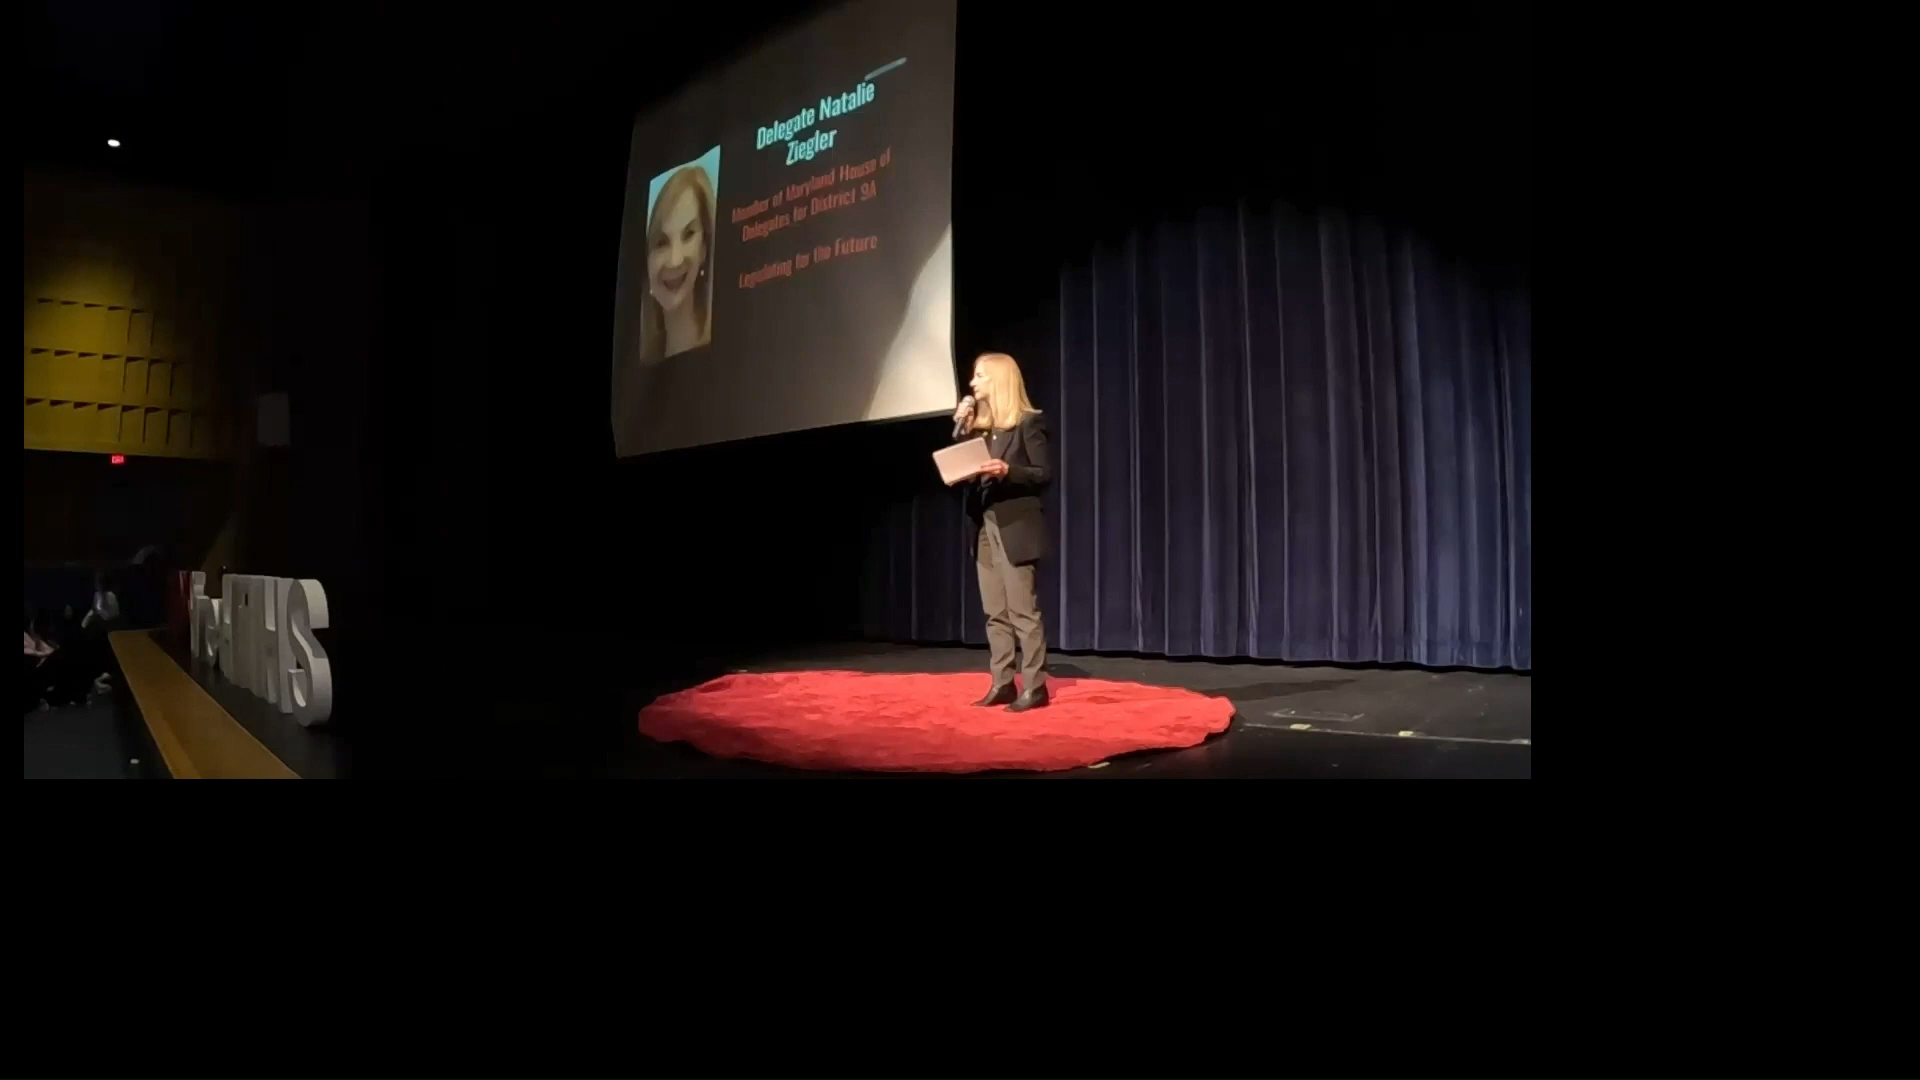 Delegate Natalie
Ziegler
Member of Maryland House of
Delegates for District 9A
Legislating for the Future